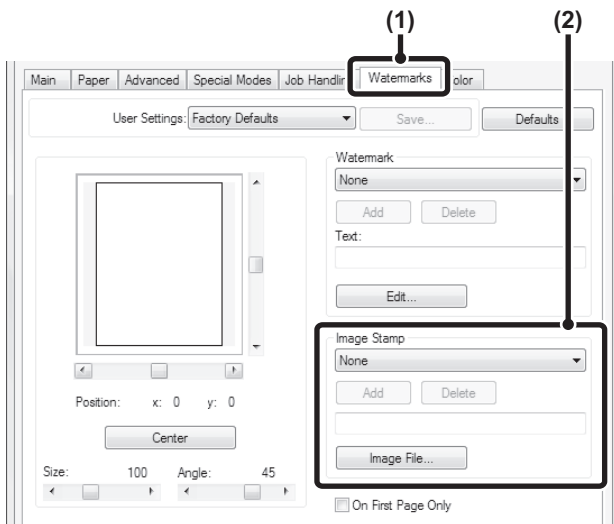 (1) (2)
Main Paper Advanced Special Modes Job Handlin Watermarks olor
User Settings: Factory Defaults Save... Defaults
Watermark
None
Add Delete
Text:
Edit...
Image Stamp
None
Add Delete
Position: x: 0 y: 0
Center
Image File...
Size: 100 Angle: 45
On First Page Only